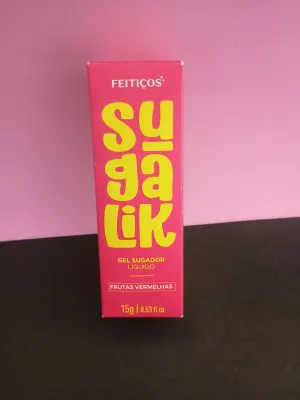 FEITIÇOS
Su
ga
Lik
GEL SUGADOR
LÍQUIDO
FRUTAS VERMELHAS
15g | 0.53 fl.oz